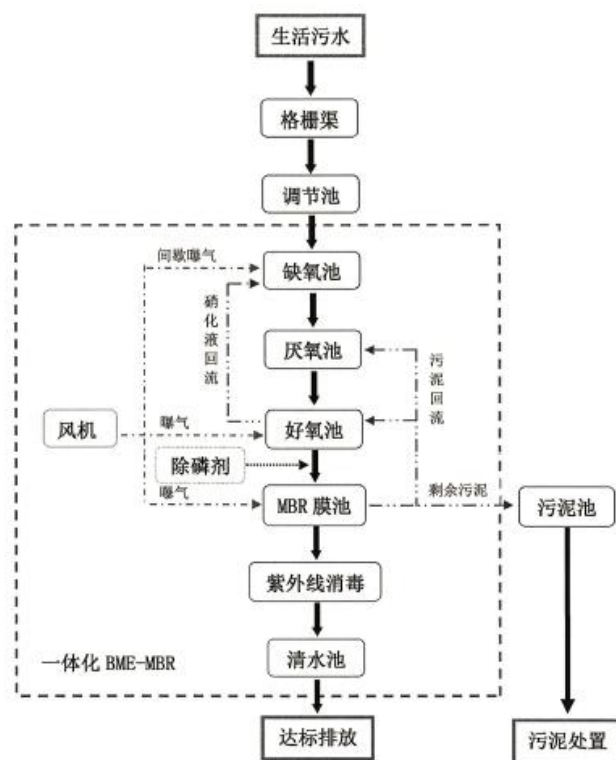 生活污水
格栅渠
调节池
间歇曝气
缺氧池
硝化液回流
厌氧池
污泥回流
风机
曝气
好氧池
除磷剂
曝气
MBR 膜池
剩余污泥
污泥池
紫外线消毒
一体化 BME-MBR
清水池
达标排放
污泥处置